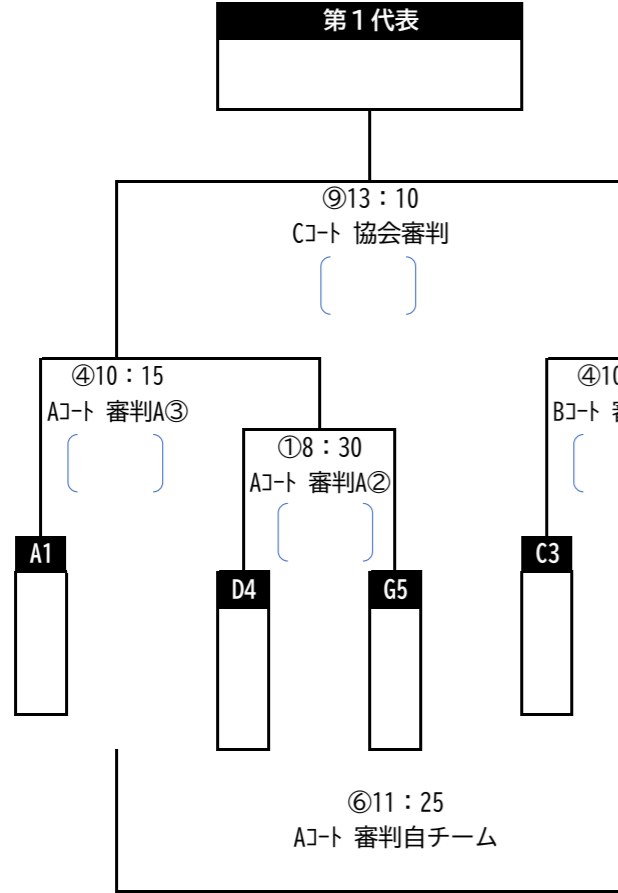 第１代表
⑨13：10
Cｺｰﾄ 協会審判
④10：15
Aｺｰﾄ 審判A③
④10
Bｺｰﾄ
①8：30
Aｺｰﾄ 審判A②
A1
C3
D4
G5
⑥11：25
Aｺｰﾄ 審判自チーム